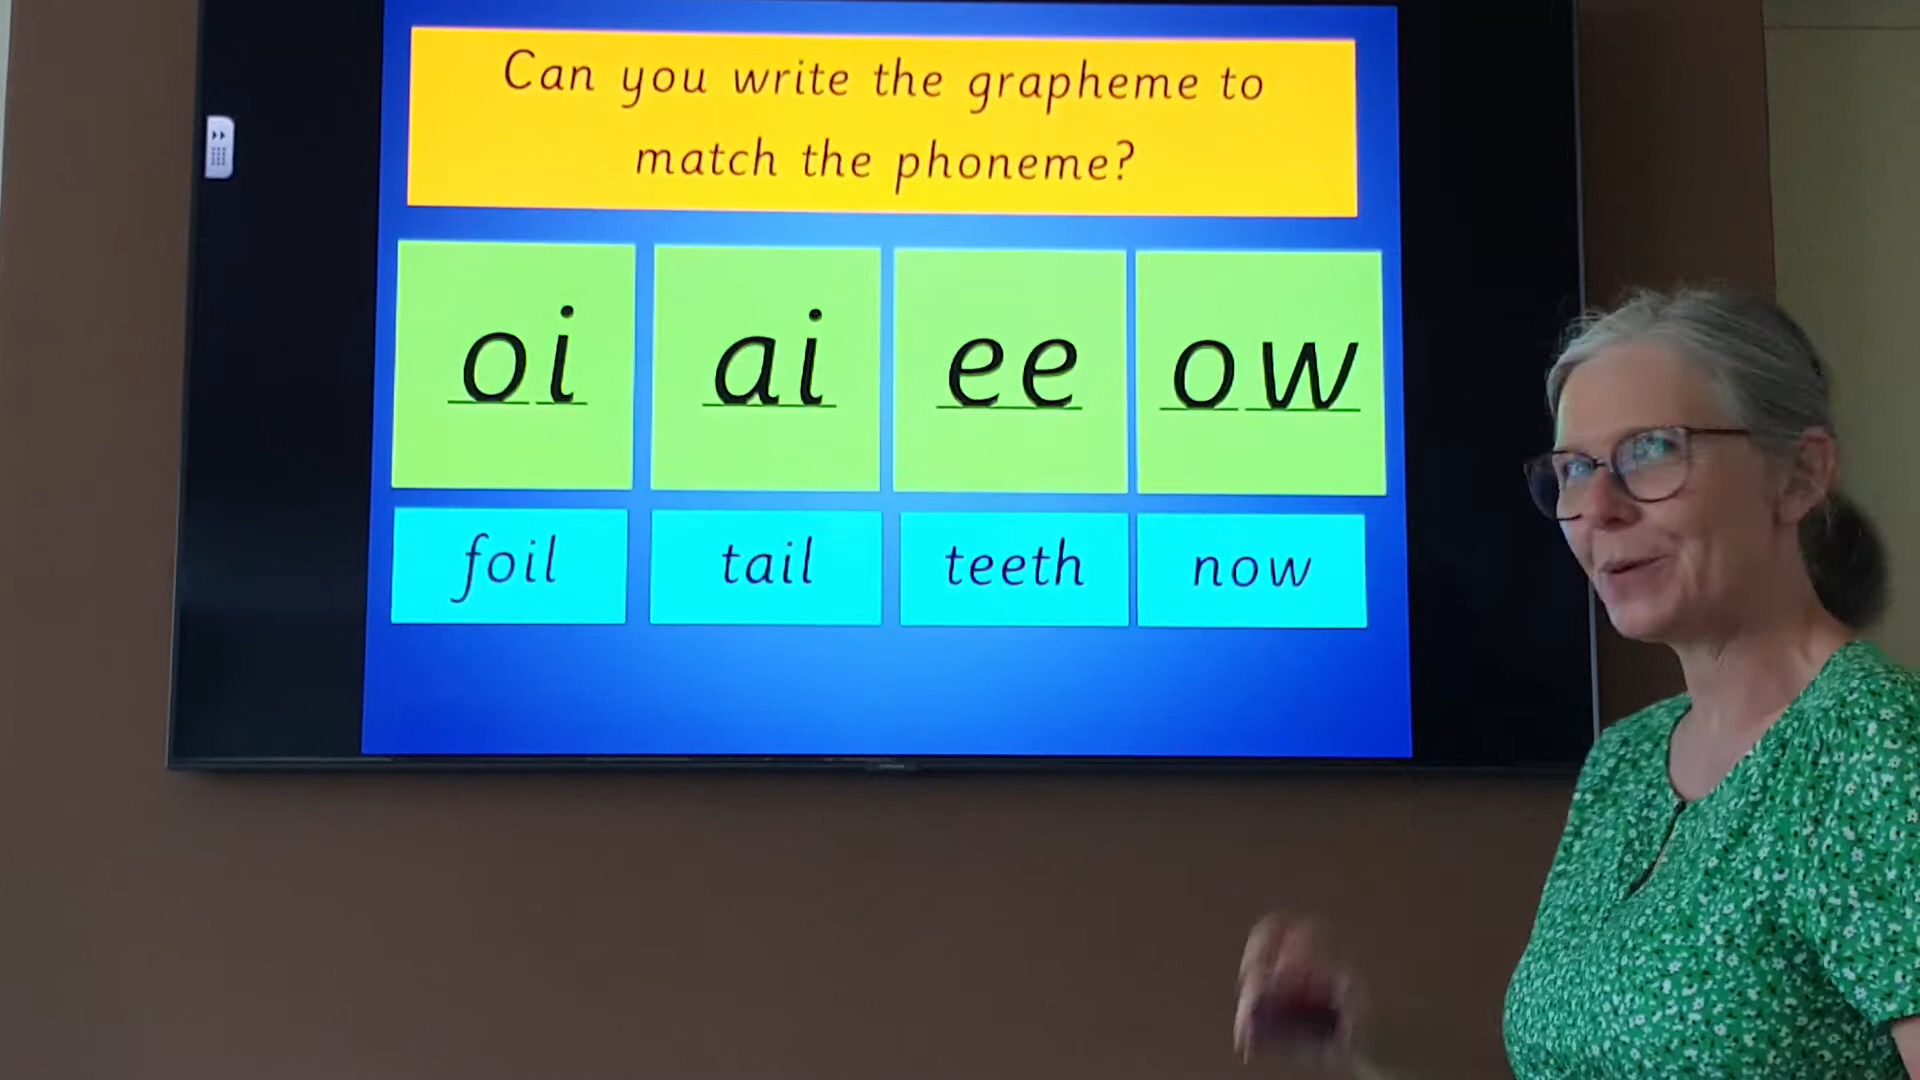 Can you write the grapheme to
match the phoneme?
oi ai ee ow
foil tail teeth now